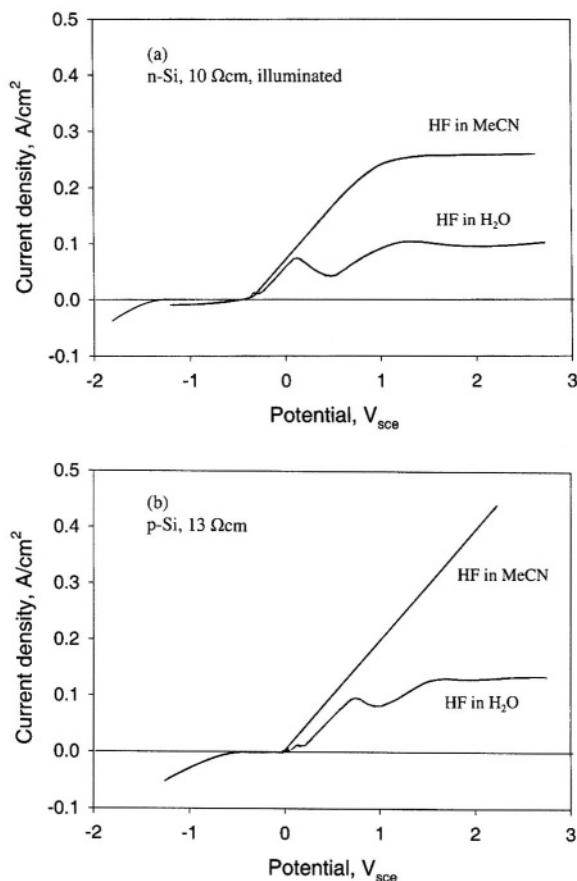 0.5
(a)
n-Si, 10 Ωcm, illuminated
0.4
HF in MeCN
0.3
0.2
HF in H₂O
0.1
0.0
-0.1
Current density, A/cm²
-2 -1 0 1 2 3
Potential, V_sce
0.5
(b)
p-Si, 13 Ωcm
0.4
HF in MeCN
0.3
0.2
0.1
HF in H₂O
0.0
-0.1
Current density, A/cm²
-2 -1 0 1 2 3
Potential, V_sce